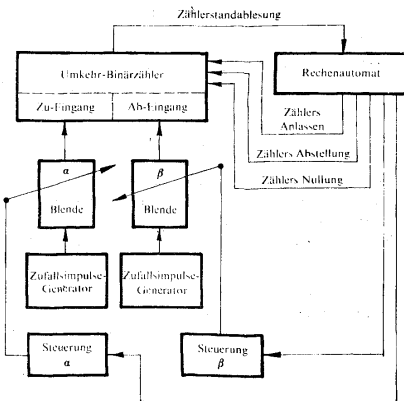 Zählerstandablesung
Umkehr-Binärzähler
Rechenautomat
Zu-Eingang
Ab-Eingang
Zählers
Anlassen
Zählers Abstellung
Zählers Nullung
α
Blende
β
Blende
Zufallsimpulse-
Generator
Zufallsimpulse-
Generator
Steuerung
α
Steuerung
β